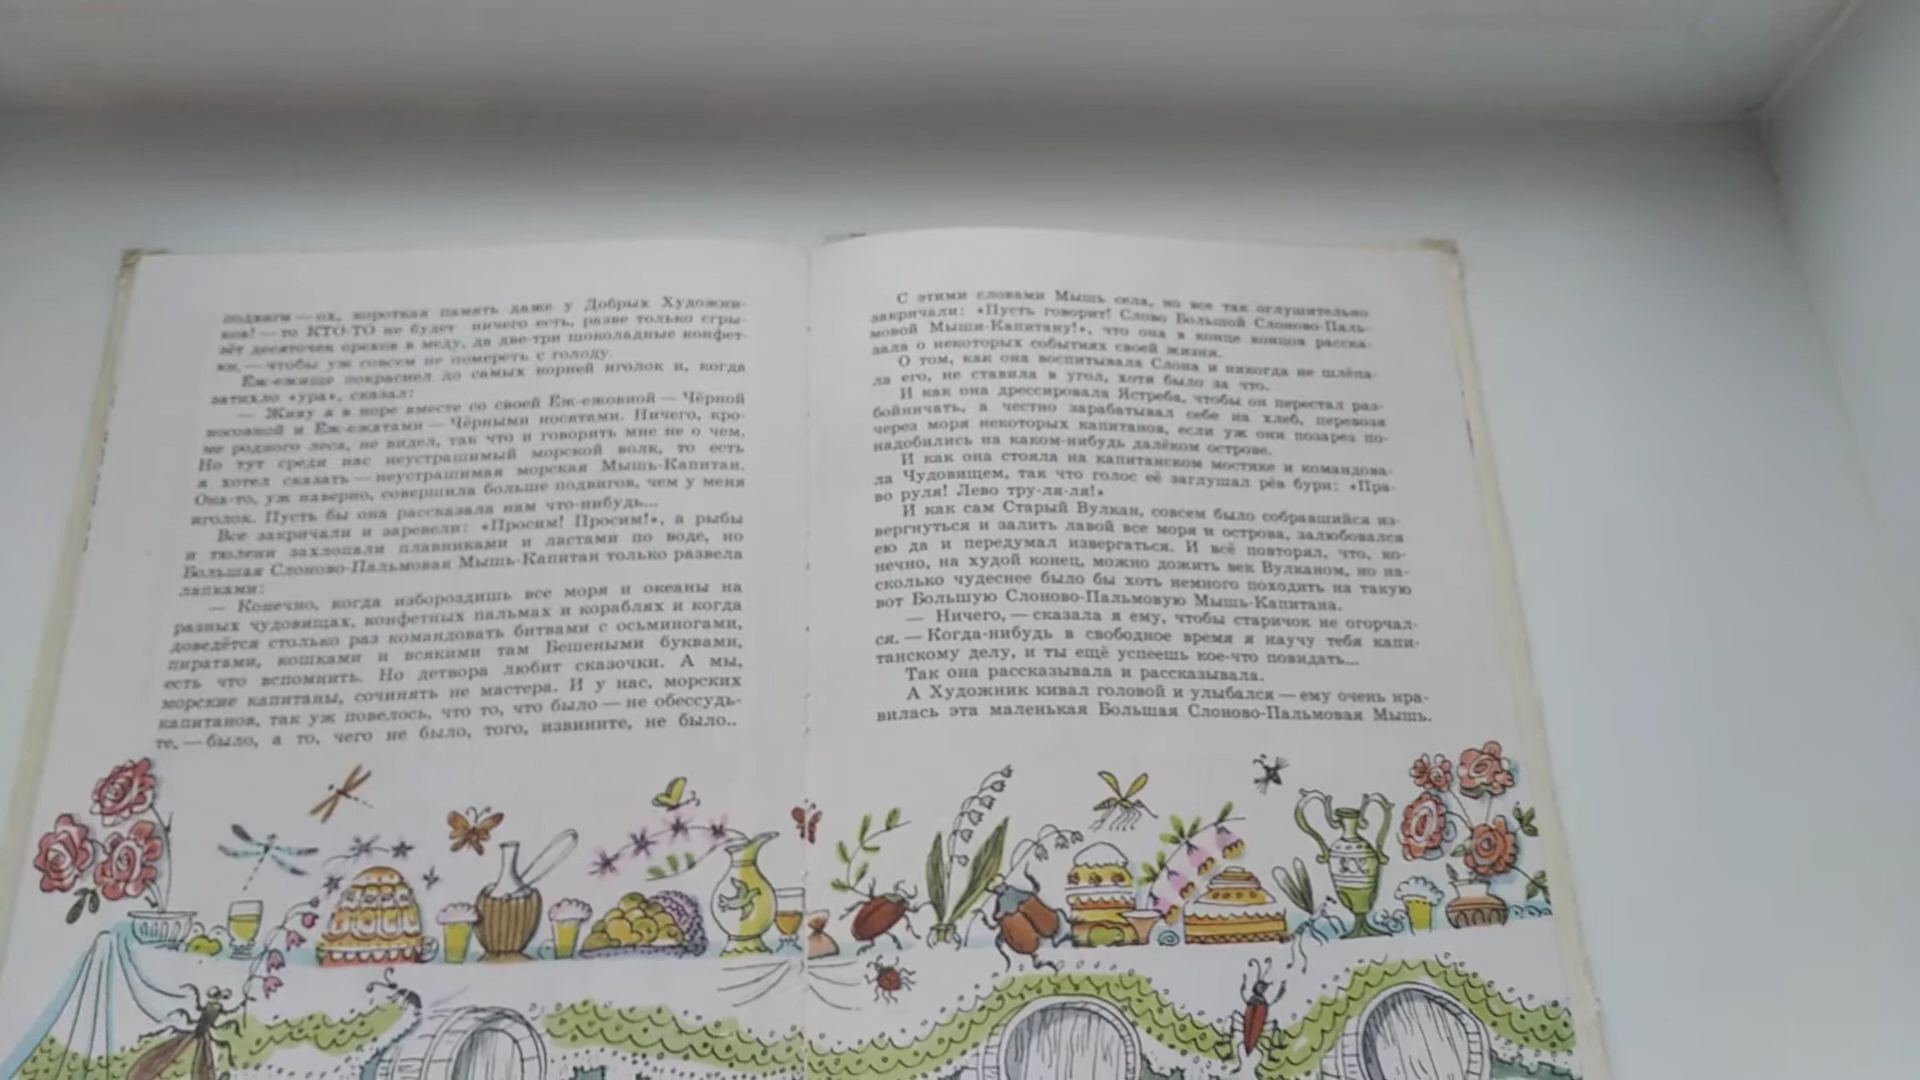 подвиги — ох, короткая память даже у Добрых Художни-
ков! — то КТО-ТО не будет ничего есть, разве только сгры-
зёт десяточек орехов в меду, да две-три шоколадные конфет-
ки, — чтобы уж совсем не помереть с голоду.
Еж-ежище покраснел до самых корней иголок и, когда
затихло «ура», сказал:
— Живу я в норе вместе со своей Еж-ежовной — Чёрной
носовной и Еж-ежатами — Чёрными носятами. Ничего, кро-
ме родного леса, не видел, так что и говорить мне не о чем.
Но тут среди нас неустрашимый морской волк, то есть
я хотел сказать — неустрашимая морская Мышь-Капитан.
Она-то, уж наверно, совершила больше подвигов, чем у меня
иголок. Пусть бы она рассказала нам что-нибудь...
Все закричали и заревели: «Просим! Просим!», а рыбы
и тюлени захлопали плавниками и ластами по воде, но
Большая Слоново-Пальмовая Мышь-Капитан только развела
лапками:
— Конечно, когда избороздишь все моря и океаны на
разных чудовищах, конфетных пальмах и кораблях и когда
доведётся столько раз командовать битвами с осьминогами,
пиратами, кошками и всякими там Бешеными буквами,
есть что вспомнить. Но детвора любит сказочки. А мы,
морские капитаны, сочинять не мастера. И у нас, морских
капитанов, так уж повелось, что то, что было — не обессудь-
те, — было, а то, чего не было, того, извините, не было..
С этими словами Мышь села, но все так оглушительно
закричали: «Пусть говорит! Слово Большой Слоново-Паль-
мовой Мыши-Капитану!», что она в конце концов расска-
зала о некоторых событиях своей жизни.
О том, как она воспитывала Слона и никогда не шлёпа-
ла его, не ставила в угол, хотя было за что.
И как она дрессировала Ястреба, чтобы он перестал раз-
бойничать, а честно зарабатывал себе на хлеб, перевозя
через моря некоторых капитанов, если уж они позарез по-
надобились на каком-нибудь далёком острове.
И как она стояла на капитанском мостике и командова-
ла Чудовищем, так что голос её заглушал рёв бури: «Пра-
во руля! Лево тру-ля-ля!»
И как сам Старый Вулкан, совсем было собравшийся из-
вергнуться и залить лавой все моря и острова, залюбовался
ею да и передумал извергаться. И всё повторял, что, ко-
нечно, на худой конец, можно дожить век Вулканом, но на-
сколько чудеснее было бы хоть немного походить на такую
вот Большую Слоново-Пальмовую Мышь-Капитана.
— Ничего, — сказала я ему, чтобы старичок не огорчал-
ся. — Когда-нибудь в свободное время я научу тебя капи-
танскому делу, и ты ещё успеешь кое-что повидать...
Так она рассказывала и рассказывала.
А Художник кивал головой и улыбался — ему очень нра-
вилась эта маленькая Большая Слоново-Пальмовая Мышь.